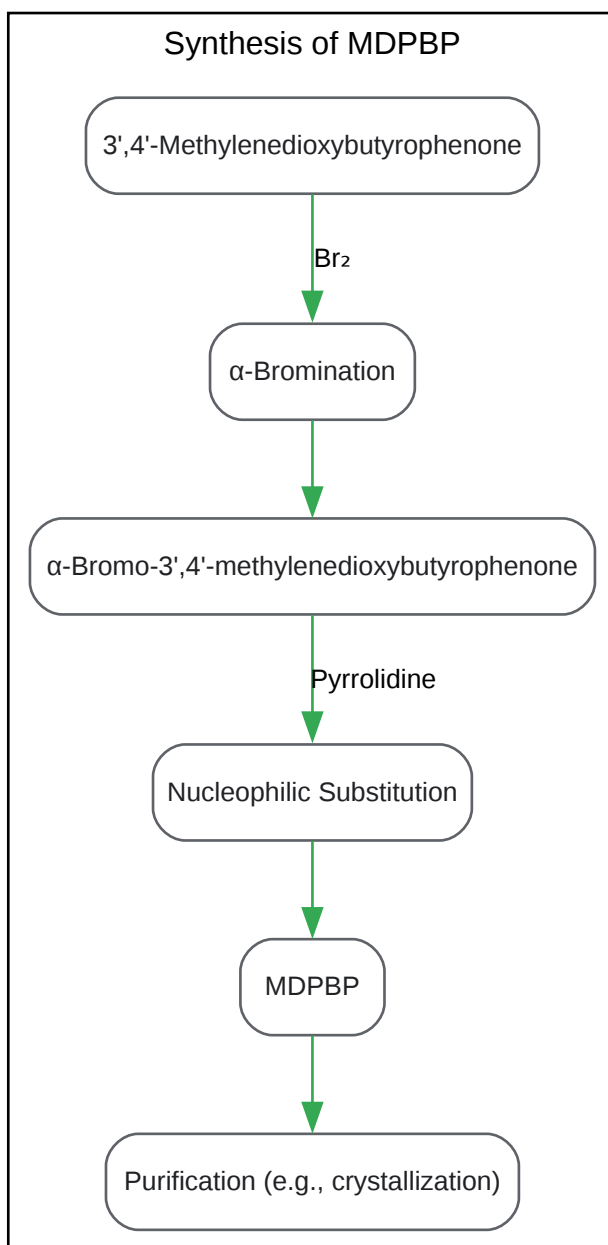 Synthesis of MDPBP
3',4'-Methylenedioxybutyrophenone
Br₂
α-Bromination
α-Bromo-3',4'-methylenedioxybutyrophenone
Pyrrolidine
Nucleophilic Substitution
MDPBP
Purification (e.g., crystallization)